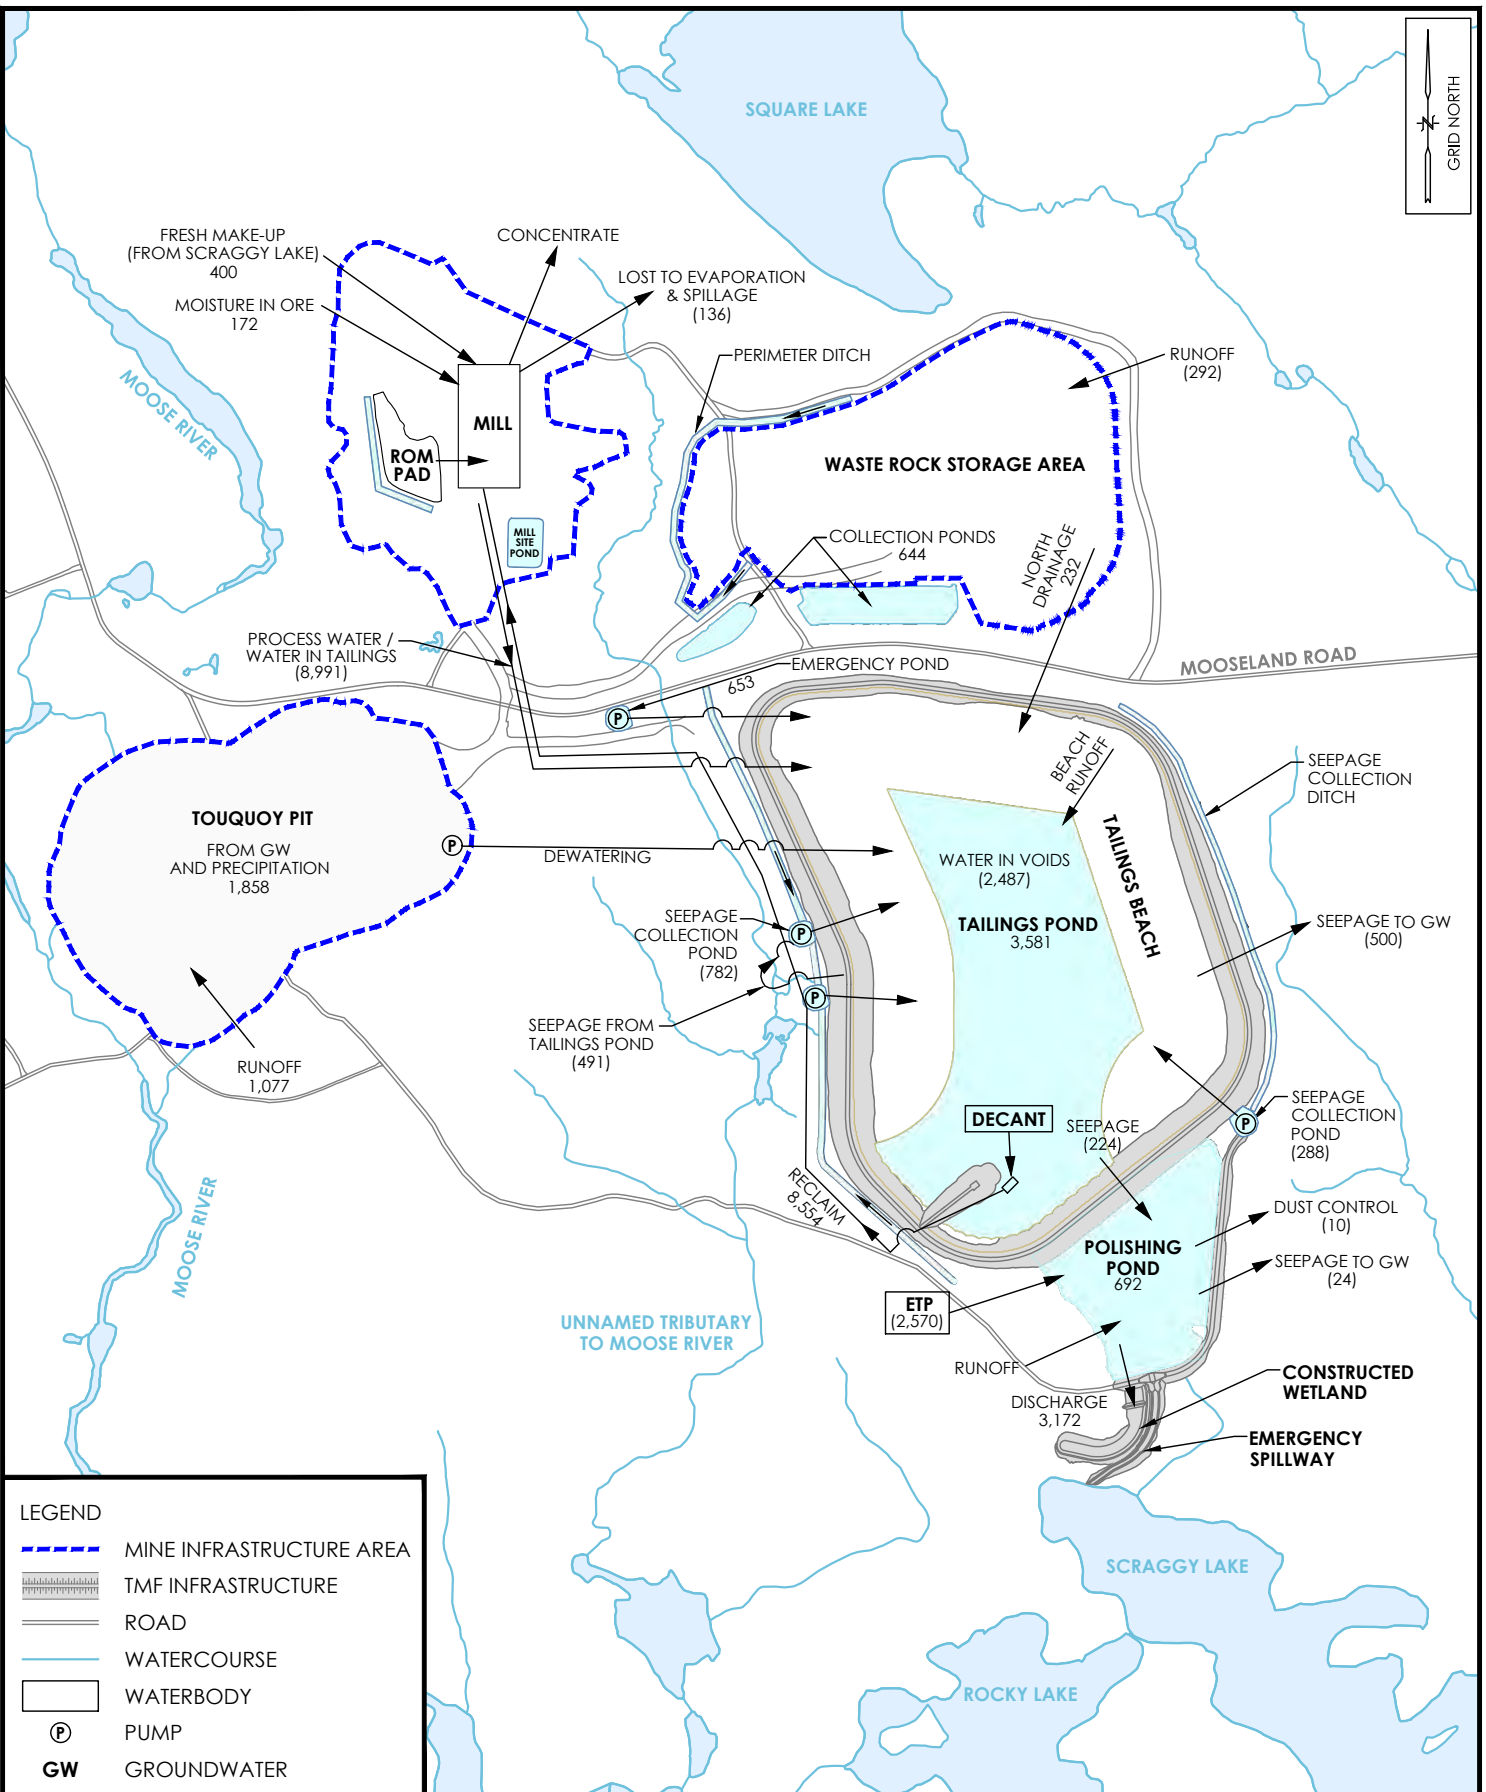 SQUARE LAKE
GRID NORTH
N
FRESH MAKE-UP
(FROM SCRAGGY LAKE)
400
CONCENTRATE
LOST TO EVAPORATION
& SPILLAGE
(136)
MOISTURE IN ORE
172
PERIMETER DITCH
RUNOFF
(292)
MOOSE RIVER
MILL
ROM
PAD
WASTE ROCK STORAGE AREA
MILL
SITE
POND
COLLECTION PONDS
644
NORTH
DRAINAGE
232
PROCESS WATER /
WATER IN TAILINGS
(8,991)
EMERGENCY POND
653
MOOSELAND ROAD
P
BEACH
RUNOFF
SEEPAGE
COLLECTION
DITCH
TOUQUOY PIT
FROM GW
AND PRECIPITATION
1,858
P
DEWATERING
WATER IN VOIDS
(2,487)
TAILINGS BEACH
TAILINGS POND
3,581
SEEPAGE
COLLECTION
POND
(782)
P
SEEPAGE TO GW
(500)
P
SEEPAGE FROM
TAILINGS POND
(491)
RUNOFF
1,077
DECANT
SEEPAGE
(224)
P
SEEPAGE
COLLECTION
POND
(288)
RECLAIM
8,554
MOOSE RIVER
DUST CONTROL
(10)
POLISHING
POND
692
SEEPAGE TO GW
(24)
ETP
(2,570)
UNNAMED TRIBUTARY
TO MOOSE RIVER
RUNOFF
DISCHARGE
3,172
CONSTRUCTED
WETLAND
EMERGENCY
SPILLWAY
SCRAGGY LAKE
ROCKY LAKE
LEGEND
MINE INFRASTRUCTURE AREA
TMF INFRASTRUCTURE
ROAD
WATERCOURSE
WATERBODY
P PUMP
GW GROUNDWATER